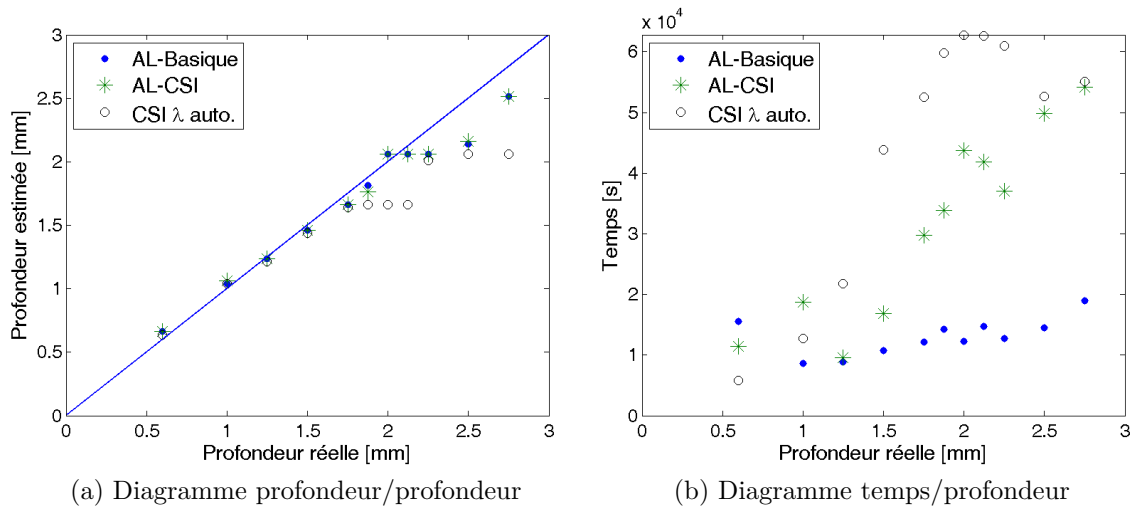 3
2.5
2
1.5
1
0.5
0
0 0.5 1 1.5 2 2.5 3
Profondeur estimée [mm]
Profondeur réelle [mm]
AL-Basique
AL-CSI
CSI λ auto.
(a) Diagramme profondeur/profondeur
x 10⁴
6
5
4
3
2
1
0
0 0.5 1 1.5 2 2.5 3
Temps [s]
Profondeur réelle [mm]
AL-Basique
AL-CSI
CSI λ auto.
(b) Diagramme temps/profondeur